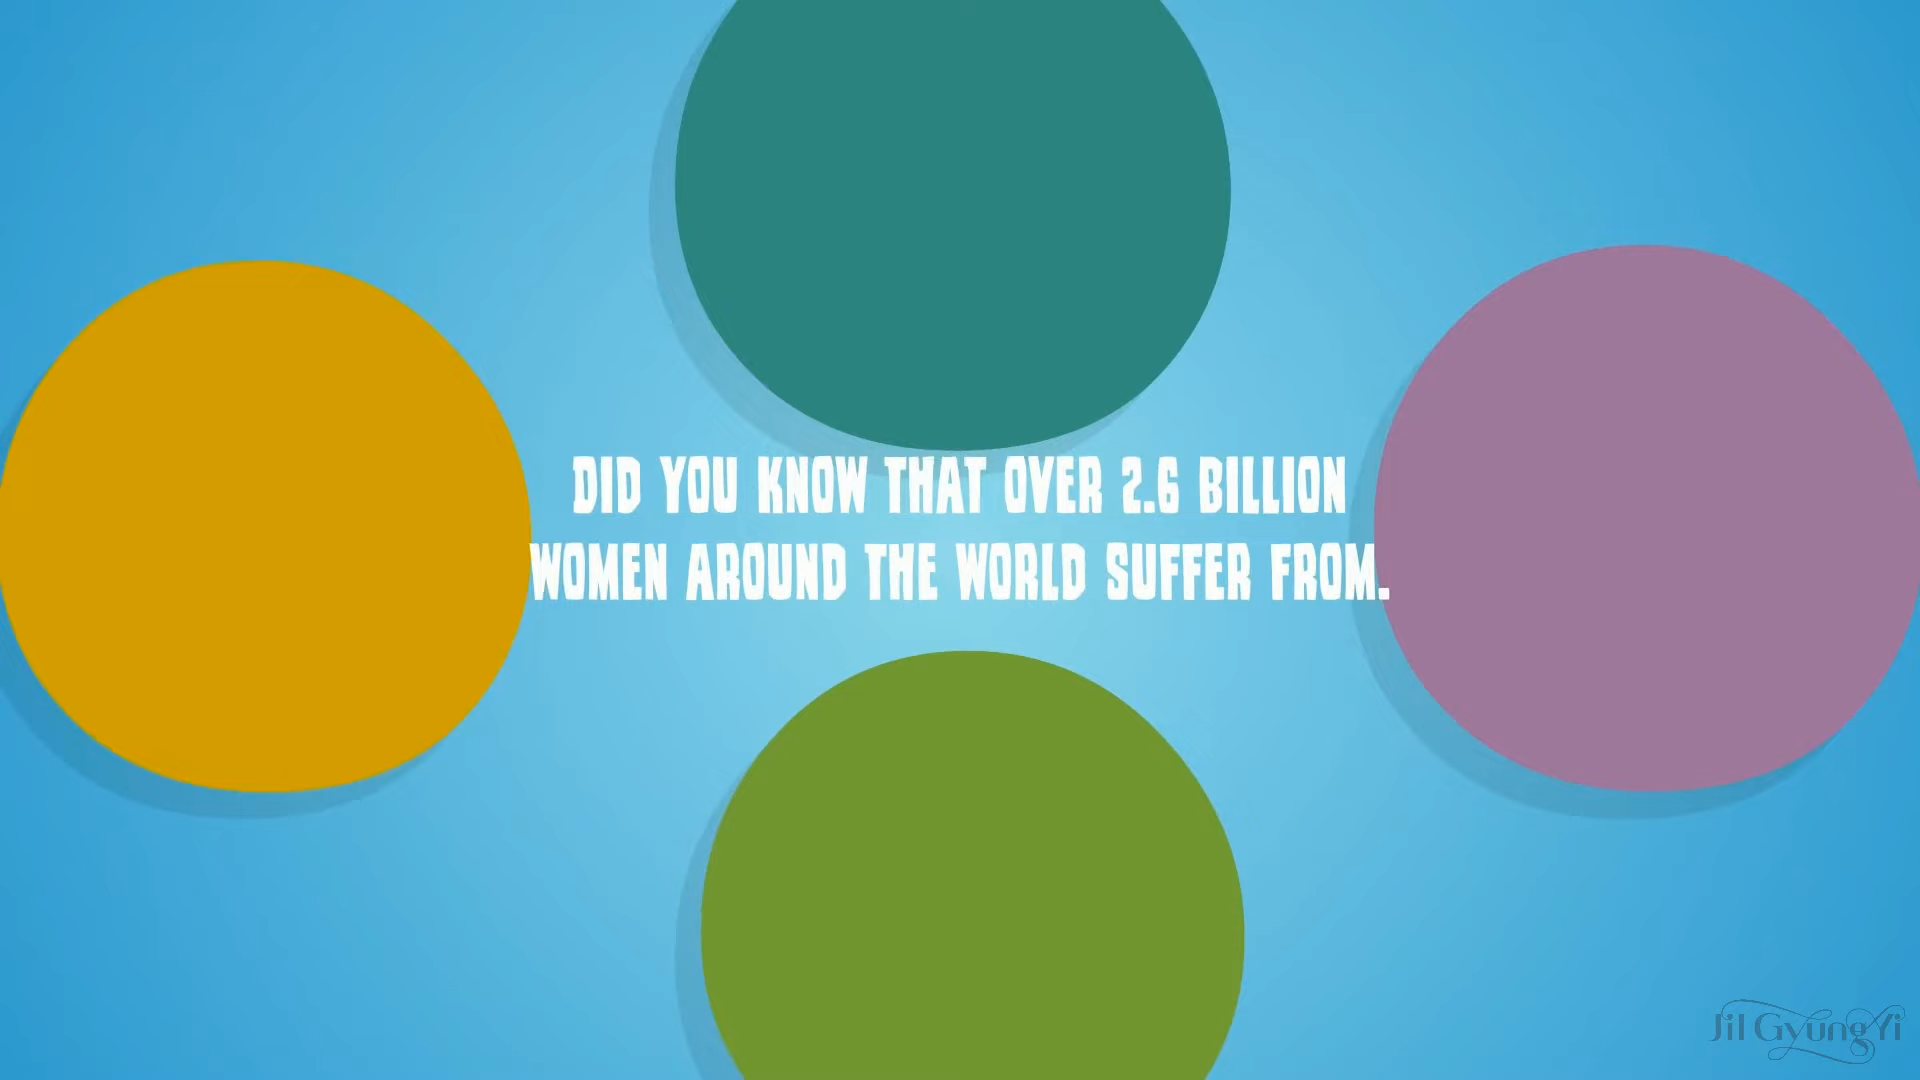 DID YOU KNOW THAT OVER 2.6 BILLION
WOMEN AROUND THE WORLD SUFFER FROM.
Jil Gyung Yi